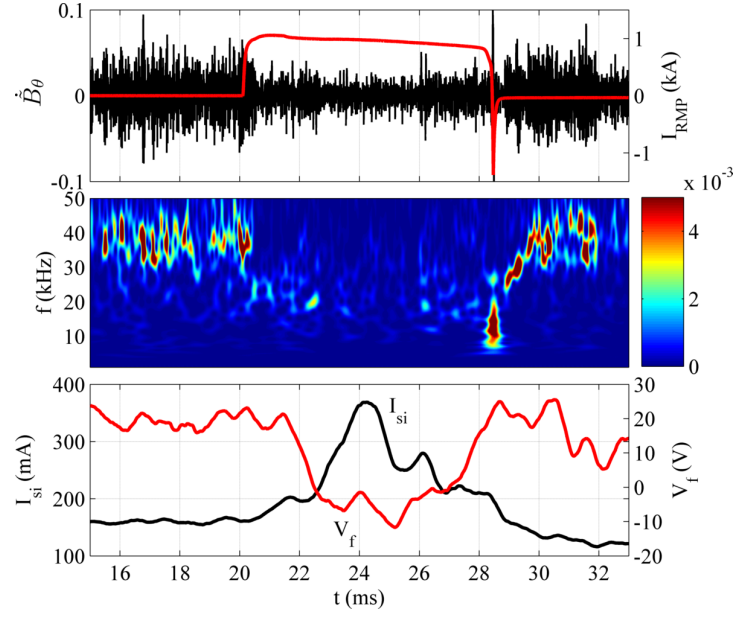 0.1
0
-0.1
Ḃ̃θ
1
0
-1
I_RMP (kA)
x 10⁻³
50
40
30
20
10
f (kHz)
4
2
0
400
300
200
100
I_si (mA)
I_si
V_f
30
20
10
0
-10
-20
V_f (V)
16 18 20 22 24 26 28 30 32
t (ms)